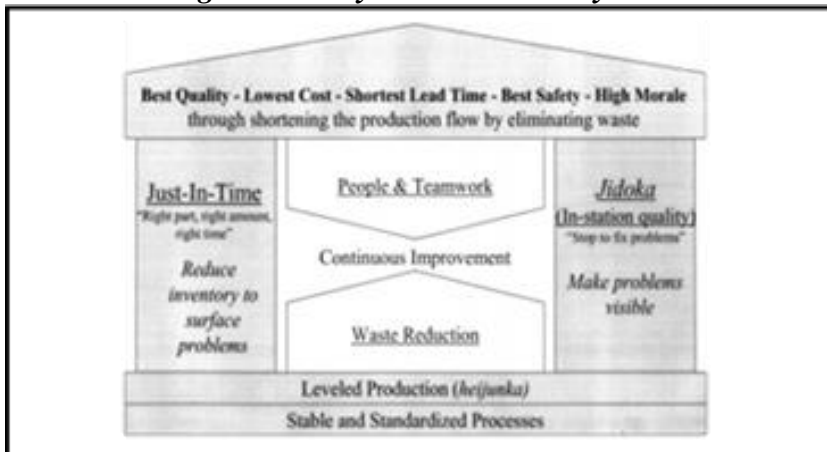 Best Quality - Lowest Cost - Shortest Lead Time - Best Safety - High Morale
through shortening the production flow by eliminating waste
Just-In-Time
"Right part, right amount,
right time"
Reduce
inventory to
surface
problems
People & Teamwork
Continuous Improvement
Waste Reduction
Jidoka
(In-station quality)
"Stop to fix problems"
Make problems
visible
Leveled Production (heijunka)
Stable and Standardized Processes